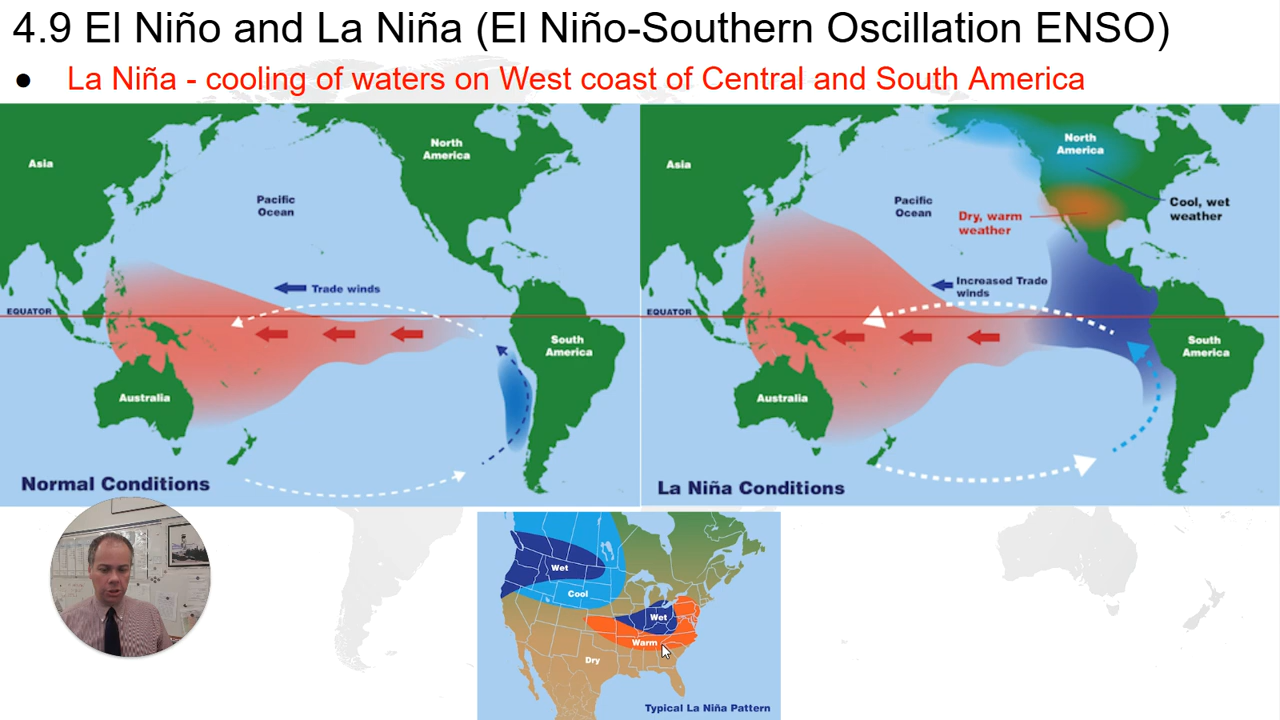 4.9 El Niño and La Niña (El Niño-Southern Oscillation ENSO)
● La Niña - cooling of waters on West coast of Central and South America
Asia
North
America
Pacific
Ocean
Trade winds
EQUATOR
South
America
Australia
Normal Conditions
Asia
North
America
Pacific
Ocean
Cool, wet
weather
Dry, warm
weather
Increased Trade
winds
EQUATOR
South
America
Australia
La Niña Conditions
Wet
Cool
Wet
Warm
Dry
Typical La Niña Pattern